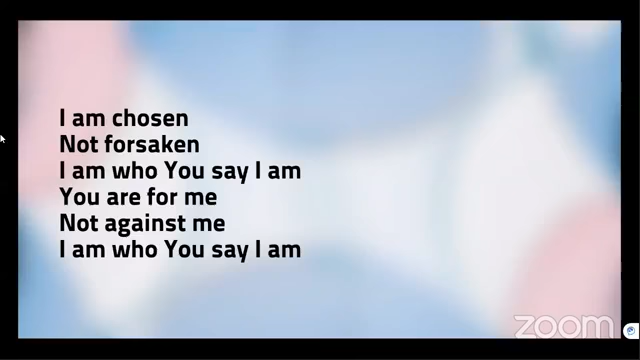 I am chosen
Not forsaken
I am who You say I am
You are for me
Not against me
I am who You say I am
zoom